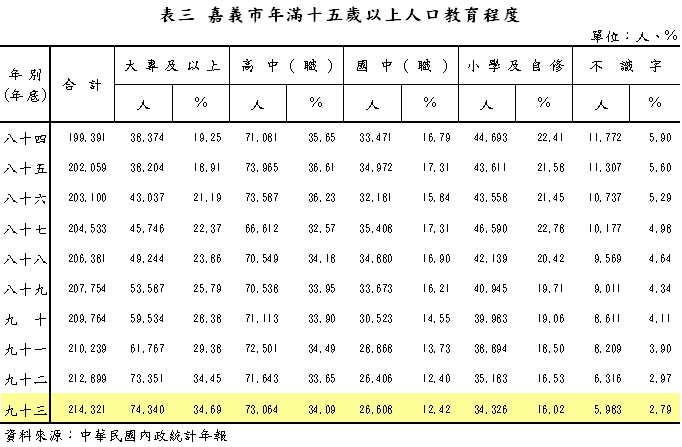 表三 嘉義市年滿十五歲以上人口教育程度
單位：人、%
年別(年底) 合計 大專及以上 高中(職) 國中(職) 小學及自修 不識字
人 % 人 % 人 % 人 % 人 %
八十四 199,391 38,374 19.25 71,081 35.65 33,471 16.79 44,693 22.41 11,772 5.90
八十五 202,059 38,204 18.91 73,965 36.61 34,972 17.31 43,611 21.58 11,307 5.60
八十六 203,100 43,037 21.19 73,587 36.23 32,181 15.84 43,558 21.45 10,737 5.29
八十七 204,533 45,746 22.37 66,612 32.57 35,408 17.31 46,590 22.78 10,177 4.98
八十八 206,381 49,244 23.86 70,549 34.18 34,880 16.90 42,139 20.42 9,569 4.64
八十九 207,754 53,587 25.79 70,538 33.95 33,673 16.21 40,945 19.71 9,011 4.34
九十 209,764 59,534 28.38 71,113 33.90 30,523 14.55 39,983 19.06 8,611 4.11
九十一 210,239 61,767 29.38 72,501 34.49 28,868 13.73 38,894 18.50 8,209 3.90
九十二 212,899 73,351 34.45 71,643 33.65 26,406 12.40 35,183 16.53 6,316 2.97
九十三 214,321 74,340 34.69 73,064 34.09 26,608 12.42 34,326 16.02 5,983 2.79
資料來源：中華民國內政統計年報